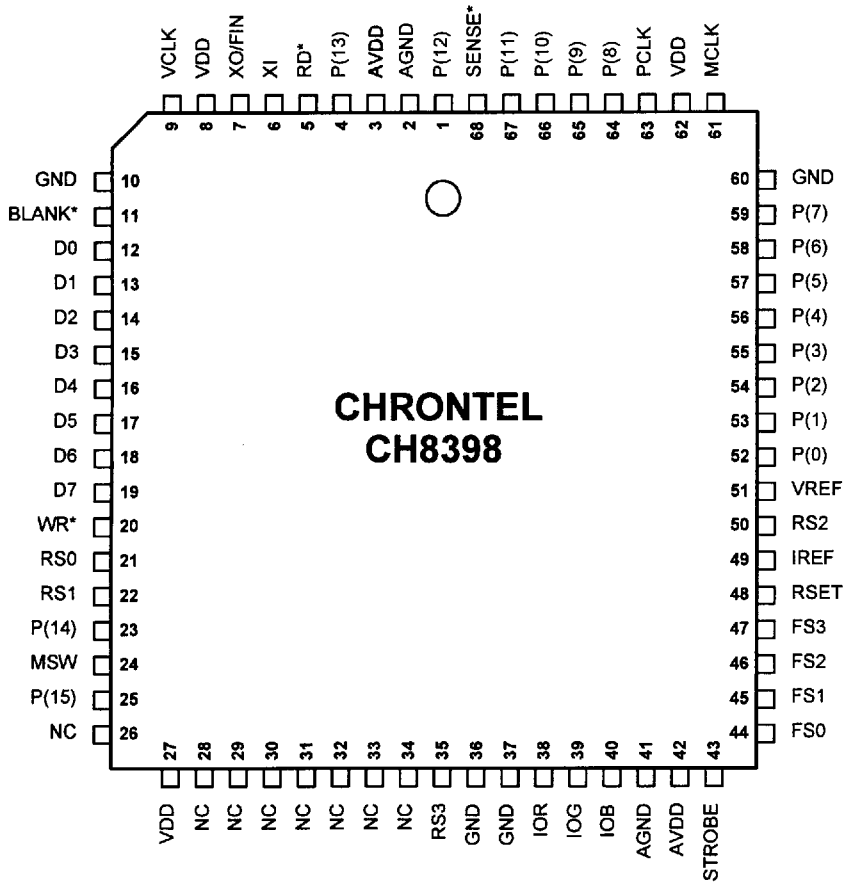 VCLK VDD XO/FIN XI RD* P(13) AVDD AGND P(12) SENSE* P(11) P(10) P(9) P(8) PCLK VDD MCLK
9 8 7 6 5 4 3 2 1 68 67 66 65 64 63 62 61
GND 10
BLANK* 11
D0 12
D1 13
D2 14
D3 15
D4 16
D5 17
D6 18
D7 19
WR* 20
RS0 21
RS1 22
P(14) 23
MSW 24
P(15) 25
NC 26
CHRONTEL
CH8398
60 GND
59 P(7)
58 P(6)
57 P(5)
56 P(4)
55 P(3)
54 P(2)
53 P(1)
52 P(0)
51 VREF
50 RS2
49 IREF
48 RSET
47 FS3
46 FS2
45 FS1
44 FS0
27 28 29 30 31 32 33 34 35 36 37 38 39 40 41 42 43
VDD NC NC NC NC NC NC NC RS3 GND GND IOR IOG IOB AGND AVDD STROBE